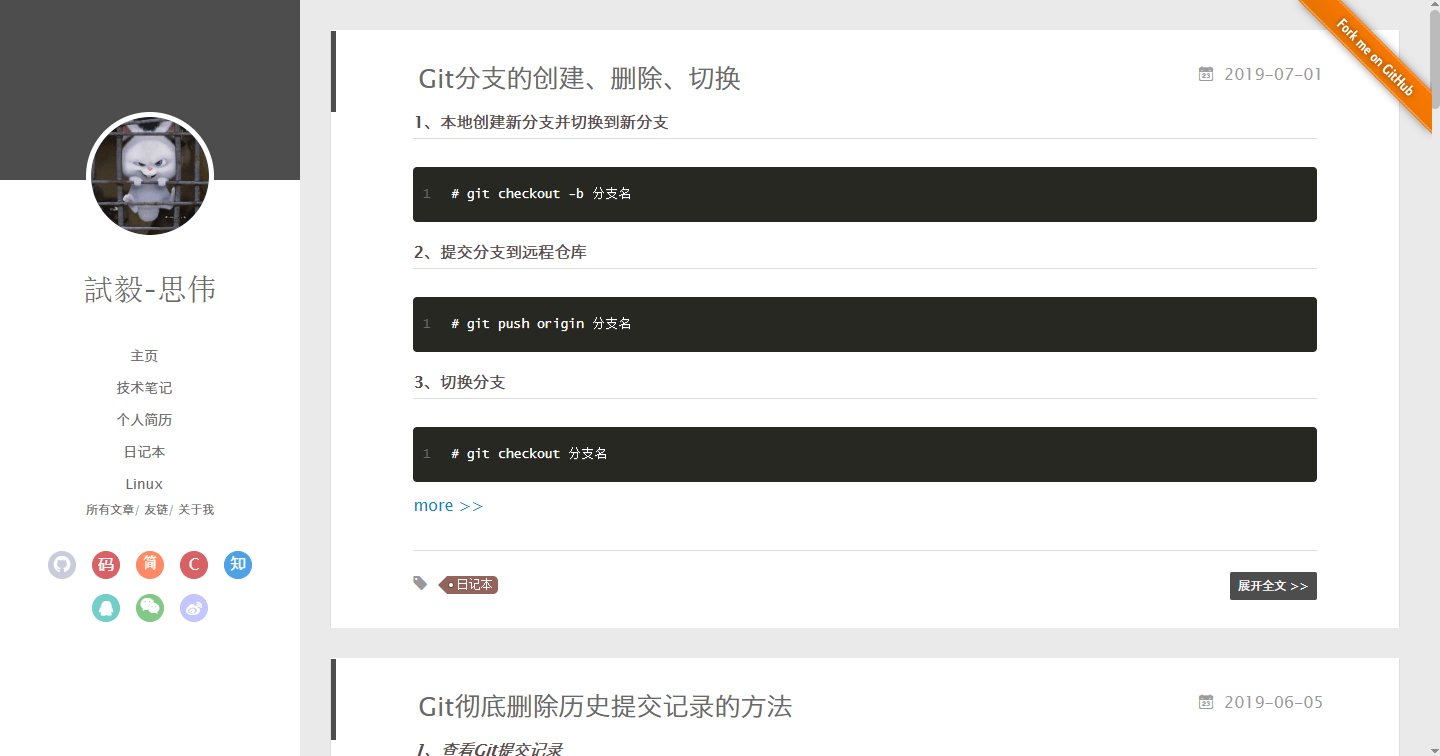 試毅-思伟
主页
技术笔记
个人简历
日记本
Linux
所有文章/ 友链/ 关于我
码 简 C 知
Git分支的创建、删除、切换
2019-07-01
Fork me on GitHub
1、本地创建新分支并切换到新分支
1 # git checkout -b 分支名
2、提交分支到远程仓库
1 # git push origin 分支名
3、切换分支
1 # git checkout 分支名
more >>
日记本
展开全文 >>
Git彻底删除历史提交记录的方法
2019-06-05
1、查看Git提交记录